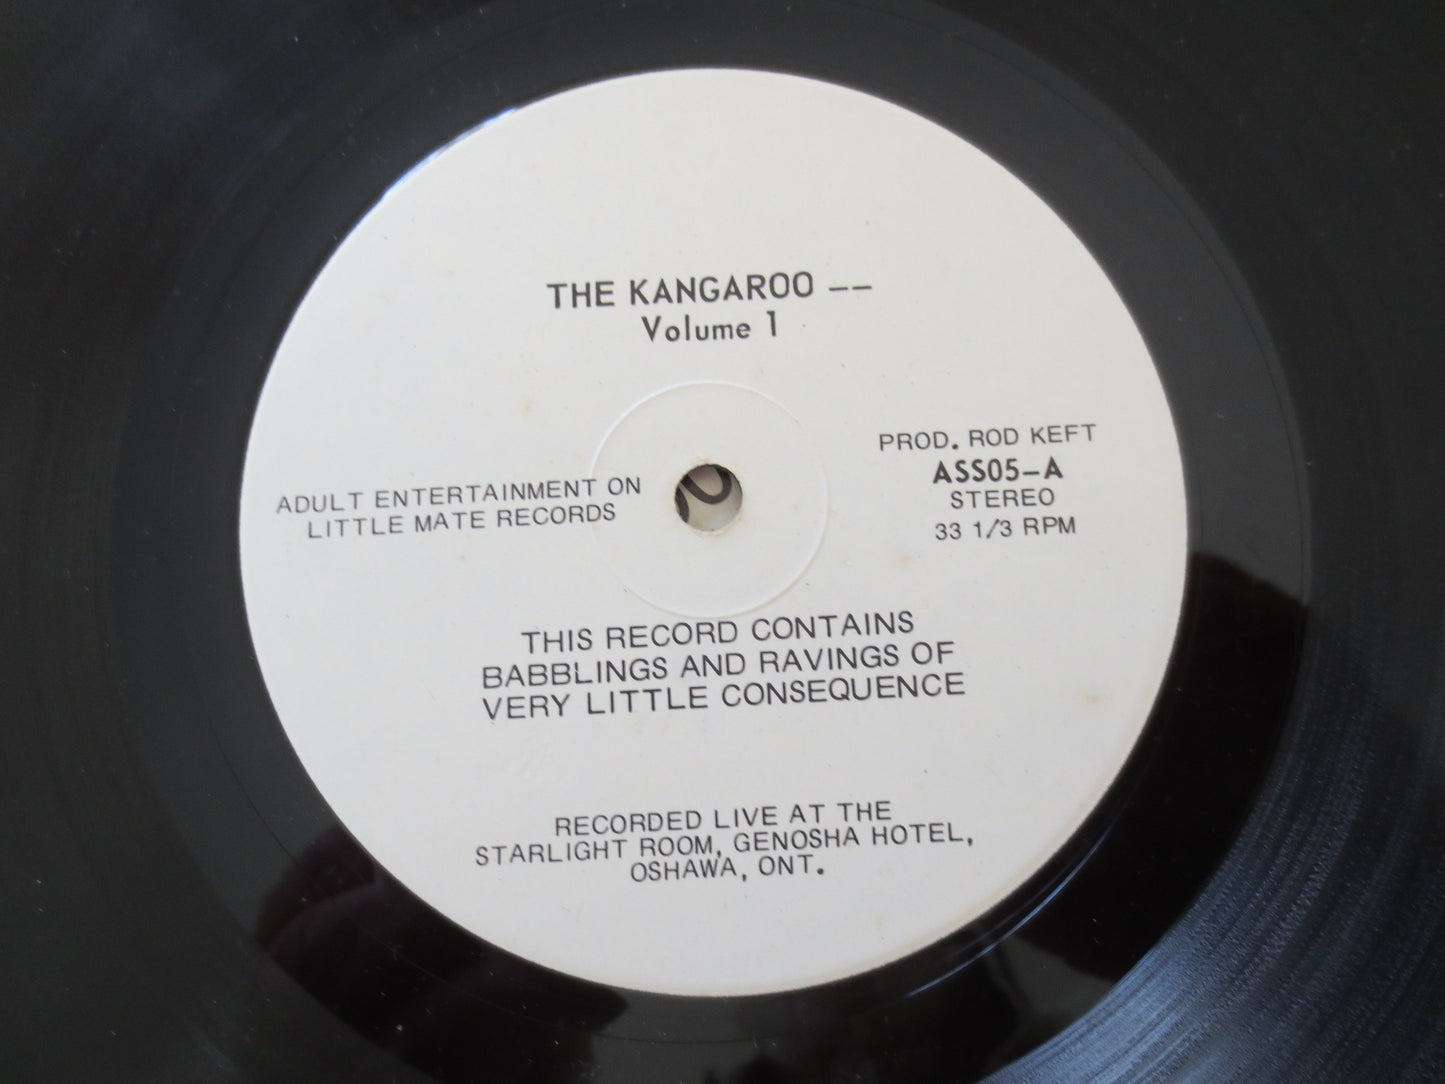 THE KANGAROO --
Volume 1
PROD. ROD KEFT
ASS05-A
STEREO
33 1/3 RPM
ADULT ENTERTAINMENT ON
LITTLE MATE RECORDS
THIS RECORD CONTAINS
BABBLINGS AND RAVINGS OF
VERY LITTLE CONSEQUENCE
RECORDED LIVE AT THE
STARLIGHT ROOM, GENOSHA HOTEL,
OSHAWA, ONT.